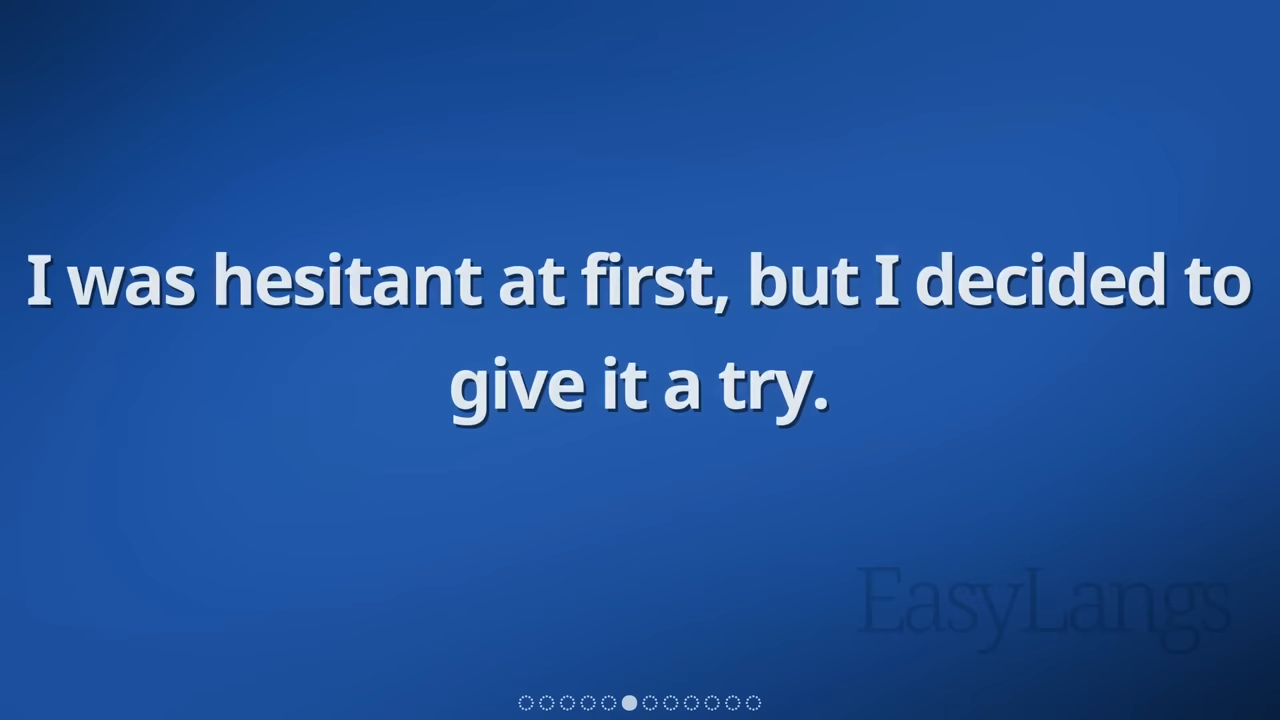 I was hesitant at first, but I decided to
give it a try.
EasyLangs